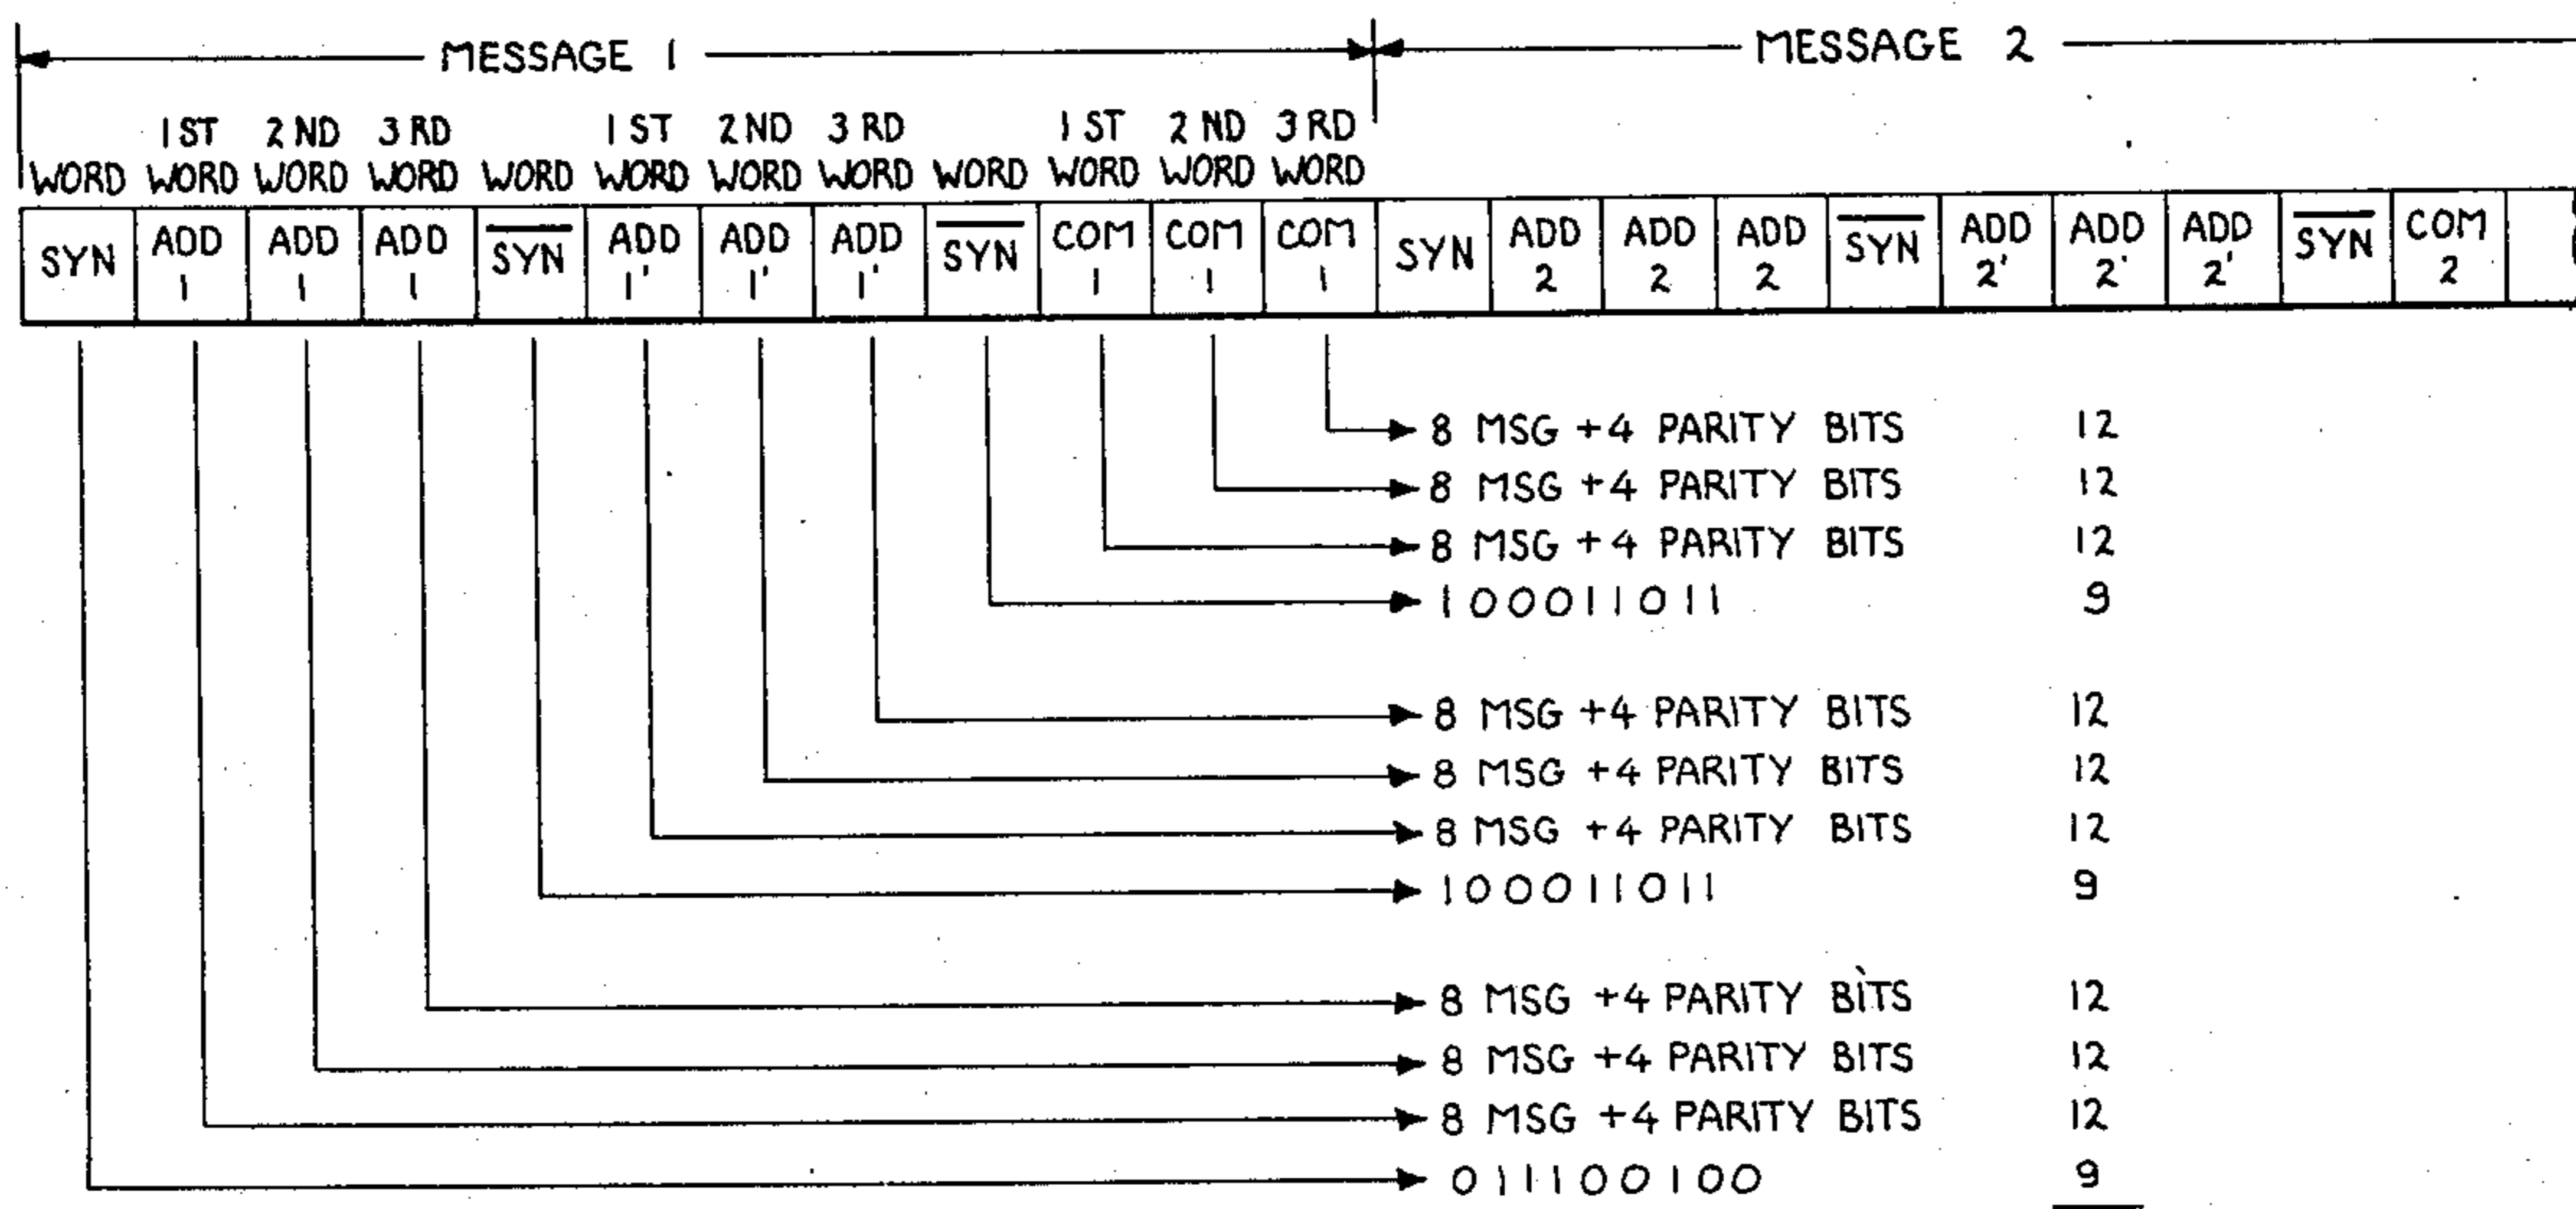 MESSAGE 1 MESSAGE 2
1ST 2ND 3RD 1ST 2ND 3RD 1ST 2ND 3RD
WORD WORD WORD WORD WORD WORD WORD WORD WORD WORD WORD WORD
SYN ADD ADD ADD SYN ADD ADD ADD SYN COM COM COM SYN ADD ADD ADD SYN ADD ADD ADD SYN COM
1 1 1 1' 1' 1' 1 1 1 2 2 2 2' 2' 2' 2
8 MSG +4 PARITY BITS 12
8 MSG +4 PARITY BITS 12
8 MSG +4 PARITY BITS 12
100011011 9
8 MSG +4 PARITY BITS 12
8 MSG +4 PARITY BITS 12
8 MSG +4 PARITY BITS 12
100011011 9
8 MSG +4 PARITY BITS 12
8 MSG +4 PARITY BITS 12
8 MSG +4 PARITY BITS 12
011100100 9